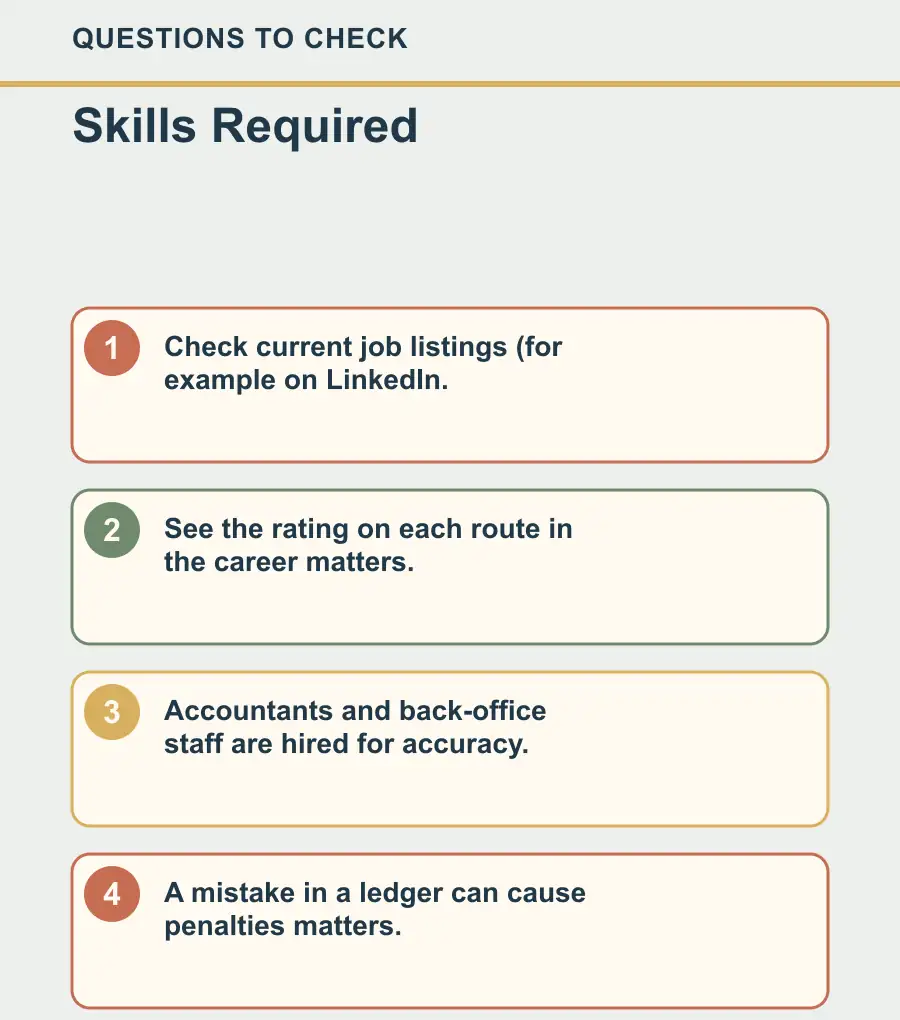 QUESTIONS TO CHECK
Skills Required
1
Check current job listings (for
example on LinkedIn.
2
See the rating on each route in
the career matters.
3
Accountants and back-office
staff are hired for accuracy.
4
A mistake in a ledger can cause
penalties matters.